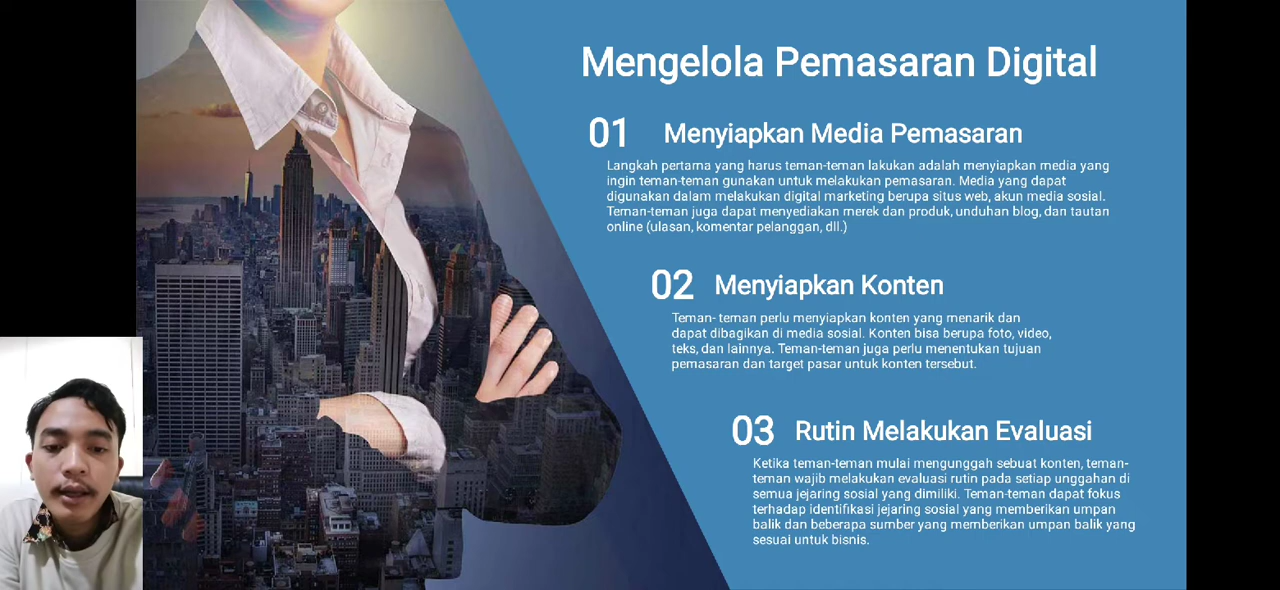 Mengelola Pemasaran Digital
01 Menyiapkan Media Pemasaran
Langkah pertama yang harus teman-teman lakukan adalah menyiapkan media yang
ingin teman-teman gunakan untuk melakukan pemasaran. Media yang dapat
digunakan dalam melakukan digital marketing berupa situs web, akun media sosial.
Teman-teman juga dapat menyediakan merek dan produk, unduhan blog, dan tautan
online (ulasan, komentar pelanggan, dll.)
02 Menyiapkan Konten
Teman- teman perlu menyiapkan konten yang menarik dan
dapat dibagikan di media sosial. Konten bisa berupa foto, video,
teks, dan lainnya. Teman-teman juga perlu menentukan tujuan
pemasaran dan target pasar untuk konten tersebut.
03 Rutin Melakukan Evaluasi
Ketika teman-teman mulai mengunggah sebuat konten, teman-
teman wajib melakukan evaluasi rutin pada setiap unggahan di
semua jejaring sosial yang dimiliki. Teman-teman dapat fokus
terhadap identifikasi jejaring sosial yang memberikan umpan
balik dan beberapa sumber yang memberikan umpan balik yang
sesuai untuk bisnis.